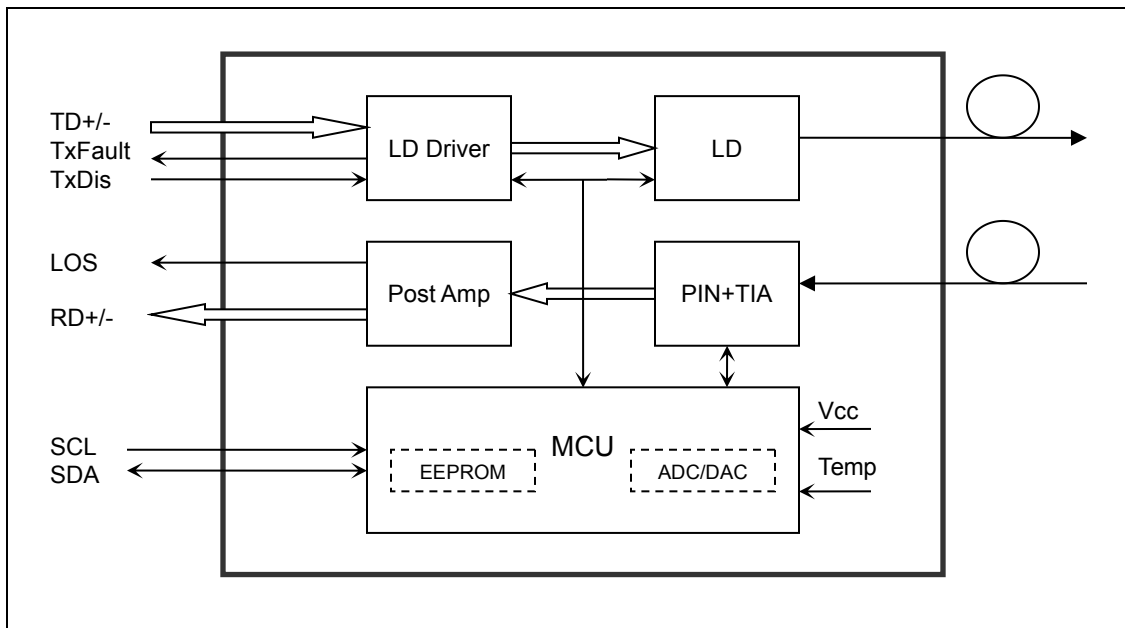 TD+/-
TxFault
TxDis
LD Driver
LD
LOS
RD+/-
Post Amp
PIN+TIA
SCL
SDA
MCU
EEPROM
ADC/DAC
Vcc
Temp